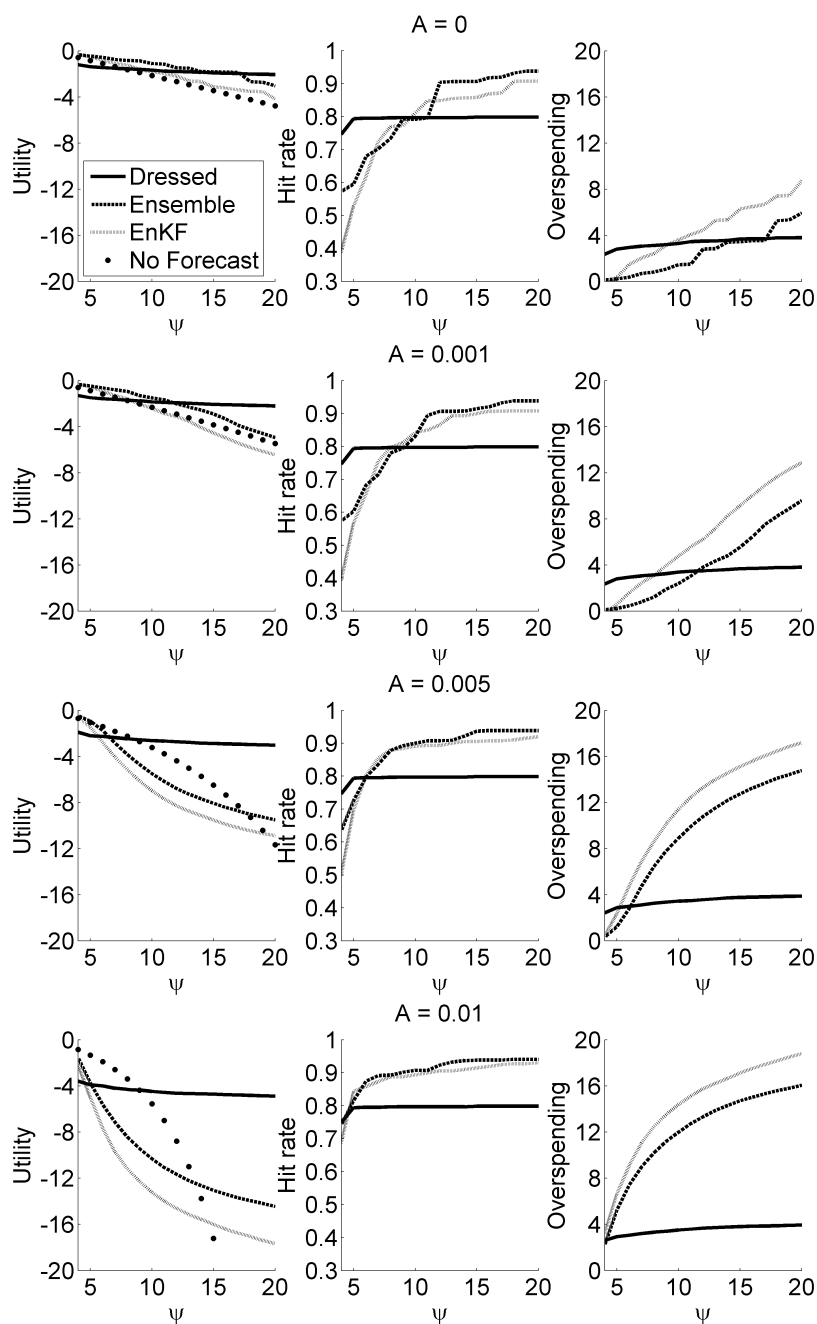 A = 0
0
-4
-8
-12
-16
-20
Utility
Dressed
Ensemble
EnKF
No Forecast
5 10 15 20
ψ
1
0.9
0.8
0.7
0.6
0.5
0.4
0.3
Hit rate
5 10 15 20
ψ
20
16
12
8
4
0
Overspending
5 10 15 20
ψ
A = 0.001
0
-4
-8
-12
-16
-20
Utility
5 10 15 20
ψ
1
0.9
0.8
0.7
0.6
0.5
0.4
0.3
Hit rate
5 10 15 20
ψ
20
16
12
8
4
0
Overspending
5 10 15 20
ψ
A = 0.005
0
-4
-8
-12
-16
-20
Utility
5 10 15 20
ψ
1
0.9
0.8
0.7
0.6
0.5
0.4
0.3
Hit rate
5 10 15 20
ψ
20
16
12
8
4
0
Overspending
5 10 15 20
ψ
A = 0.01
0
-4
-8
-12
-16
-20
Utility
5 10 15 20
ψ
1
0.9
0.8
0.7
0.6
0.5
0.4
0.3
Hit rate
5 10 15 20
ψ
20
16
12
8
4
0
Overspending
5 10 15 20
ψ